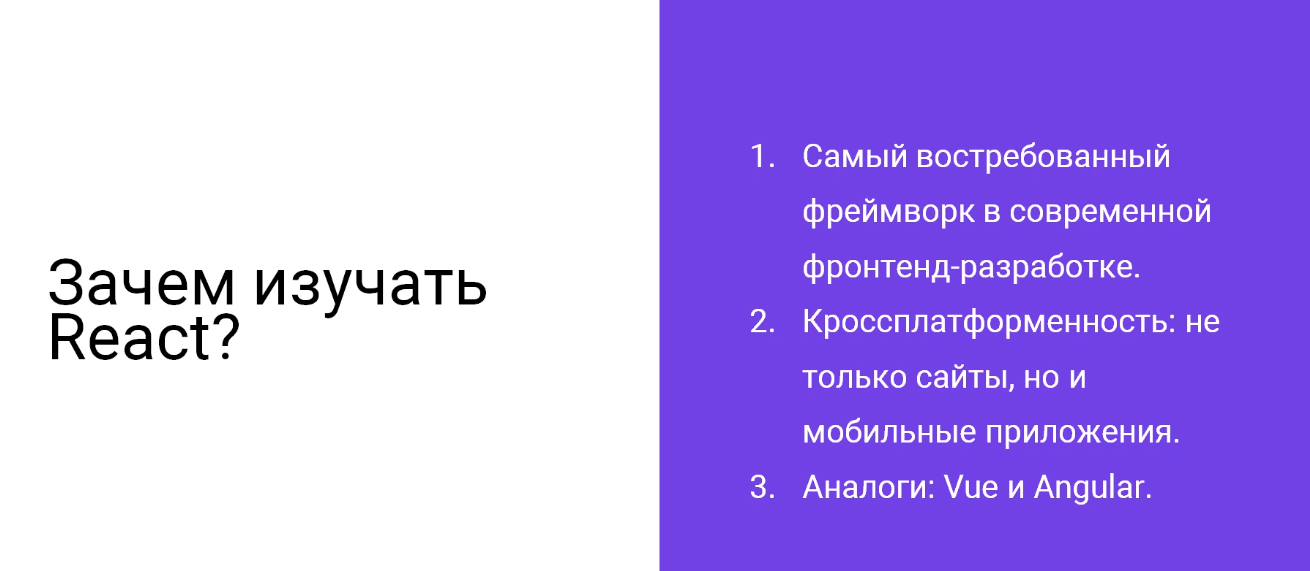 Зачем изучать
React?
1. Самый востребованный
фреймворк в современной
фронтенд-разработке.
2. Кроссплатформенность: не
только сайты, но и
мобильные приложения.
3. Аналоги: Vue и Angular.